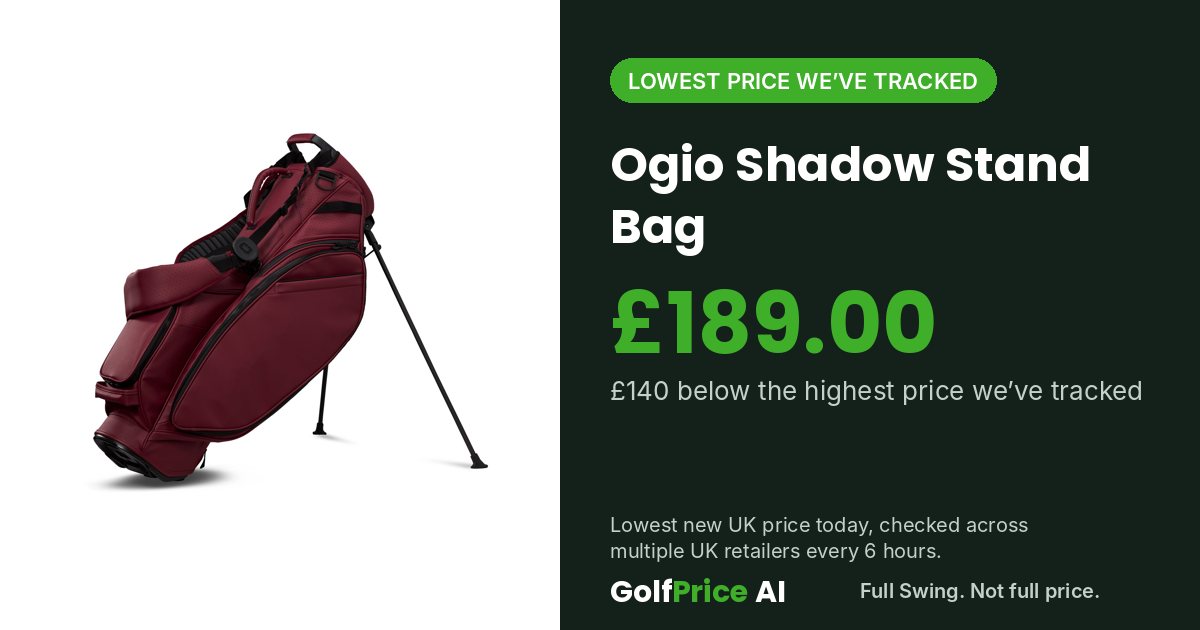 LOWEST PRICE WE’VE TRACKED
Ogio Shadow Stand
Bag
£189.00
£140 below the highest price we’ve tracked
Lowest new UK price today, checked across
multiple UK retailers every 6 hours.
GolfPrice AI
Full Swing. Not full price.